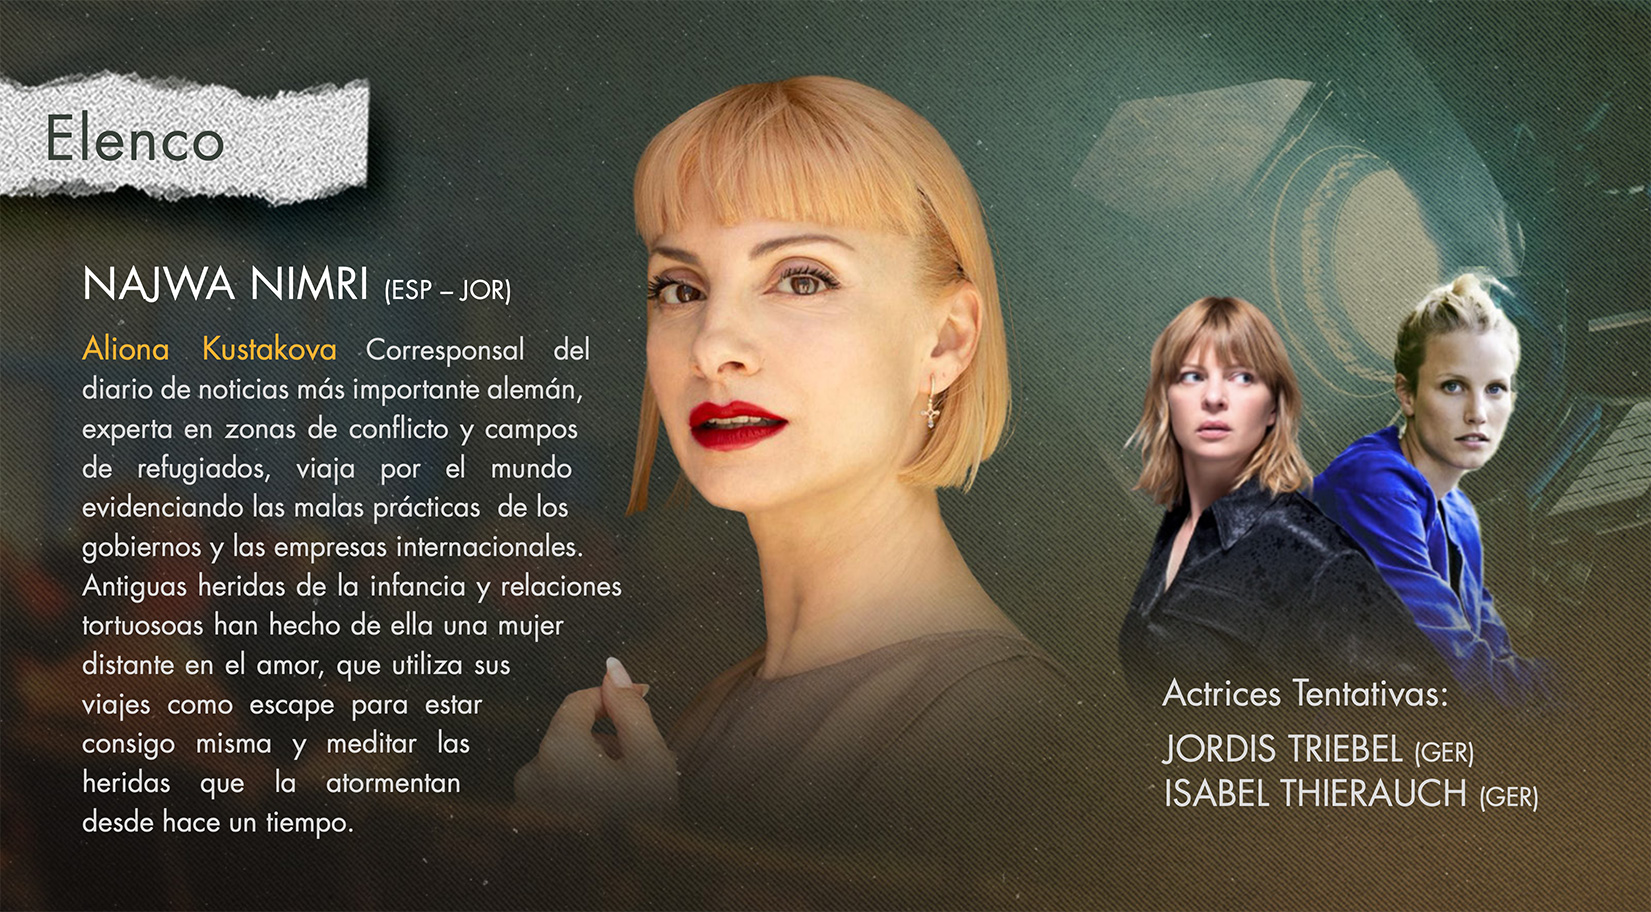 Elenco
NAJWA NIMRI (ESP – JOR)
Aliona Kustakova Corresponsal del
diario de noticias más importante alemán,
experta en zonas de conflicto y campos
de refugiados, viaja por el mundo
evidenciando las malas prácticas de los
gobiernos y las empresas internacionales.
Antiguas heridas de la infancia y relaciones
tortuosoas han hecho de ella una mujer
distante en el amor, que utiliza sus
viajes como escape para estar
consigo misma y meditar las
heridas que la atormentan
desde hace un tiempo.
Actrices Tentativas:
JORDIS TRIEBEL (GER)
ISABEL THIERAUCH (GER)